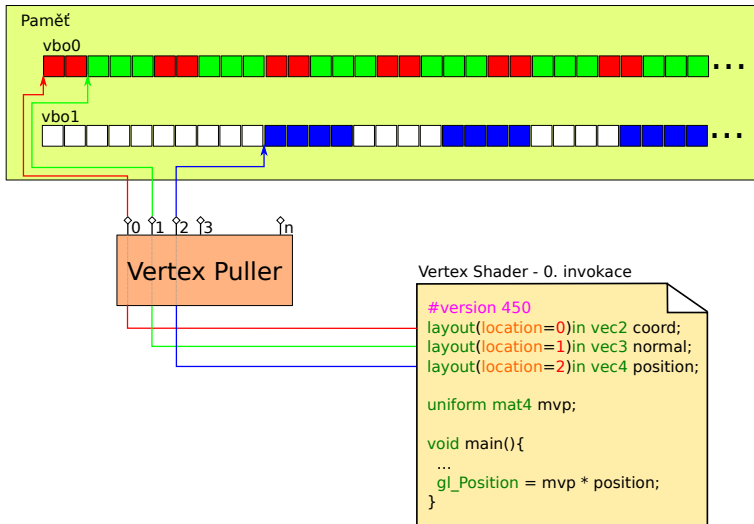 Paměť
vbo0
...
vbo1
...
0 1 2 3 n
Vertex Puller
Vertex Shader - 0. invokace
#version 450
layout(location=0)in vec2 coord;
layout(location=1)in vec3 normal;
layout(location=2)in vec4 position;
uniform mat4 mvp;
void main(){
...
gl_Position = mvp * position;
}